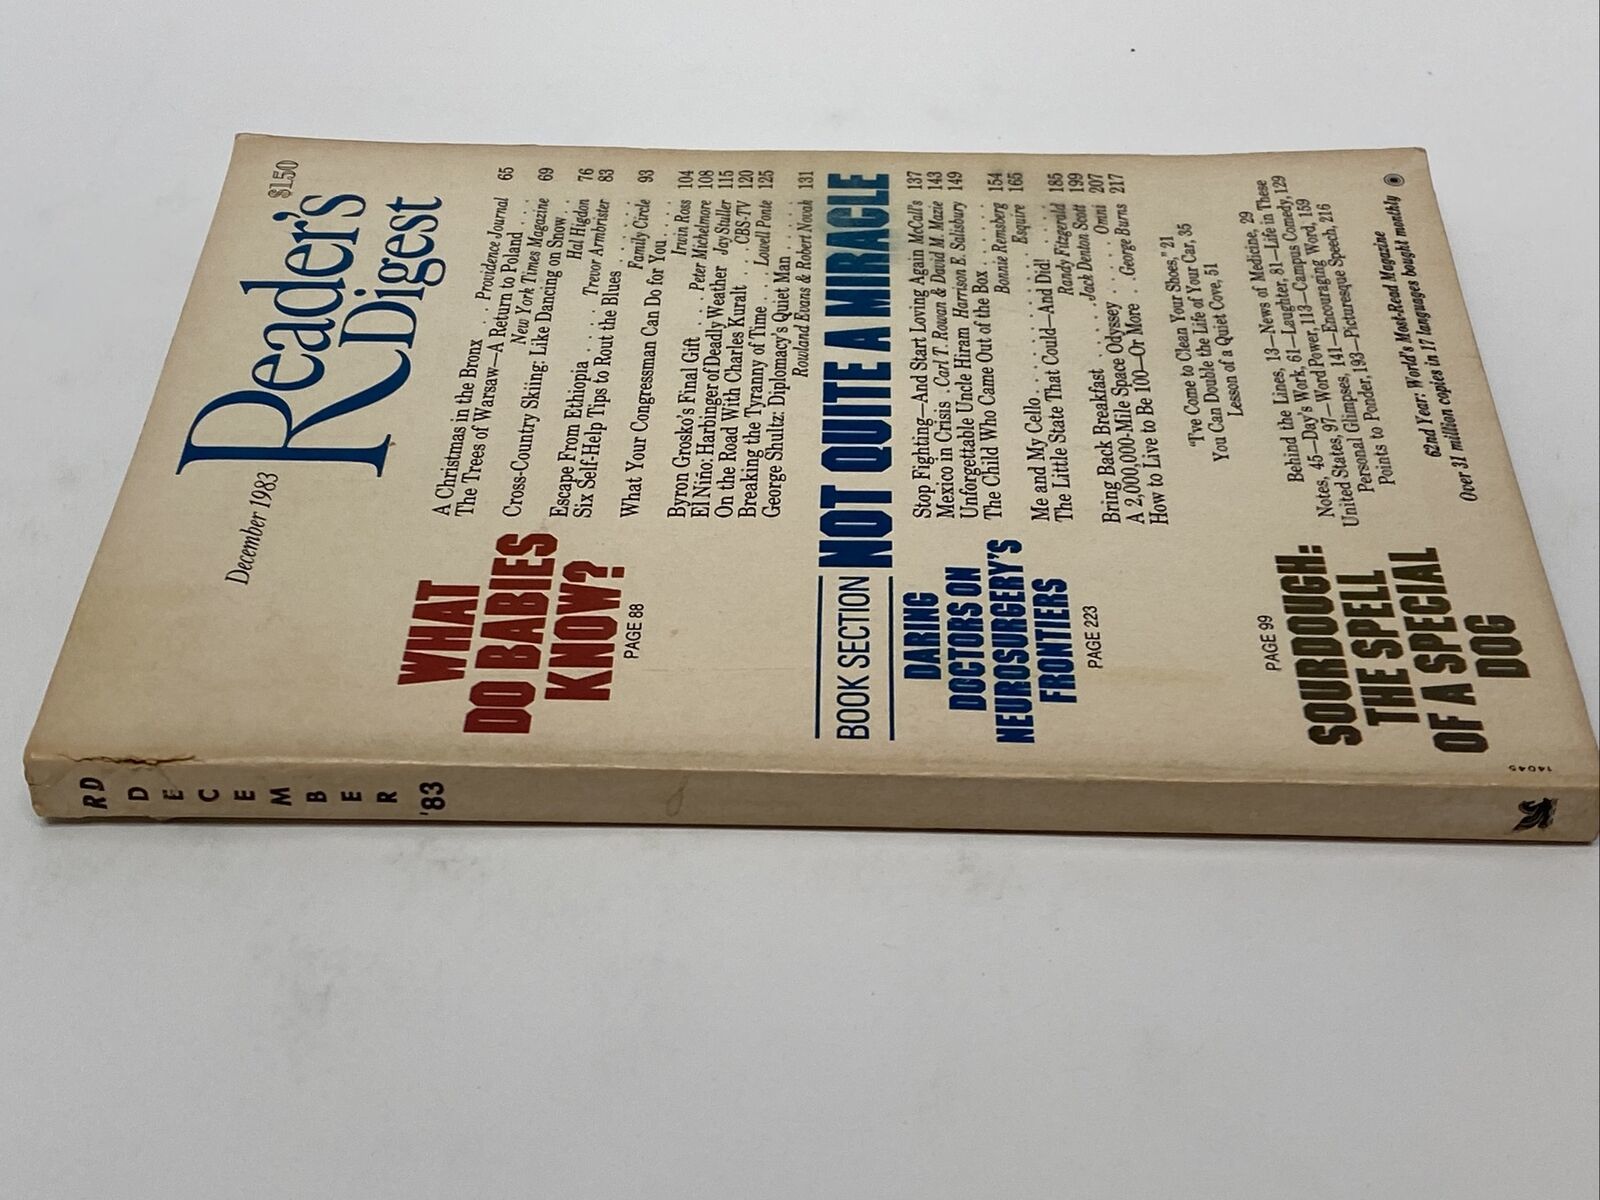 December 1983
$1.50
Reader's
Digest
WHAT
DO BABIES
KNOW?
PAGE 88
A Christmas in the Bronx . . . Providence Journal 65
The Trees of Warsaw—A Return to Poland . . . .
New York Times Magazine 69
Cross-Country Skiing: Like Dancing on Snow . .
Hal Higdon 76
Escape From Ethiopia . . . . . . Trevor Armbrister 83
Six Self-Help Tips to Rout the Blues
Family Circle 93
What Your Congressman Can Do for You . . .
Irwin Ross 104
Byron Grosko's Final Gift . . . Peter Michelmore 108
El Niño: Harbinger of Deadly Weather Jay Stuller 115
On the Road With Charles Kuralt . . . CBS-TV 120
Breaking the Tyranny of Time . . . . Lowell Ponte 125
George Shultz: Diplomacy's Quiet Man . . . . .
Rowland Evans & Robert Novak 131
BOOK SECTION
NOT QUITE A MIRACLE
DARING
DOCTORS ON
NEUROSURGERY'S
FRONTIERS
PAGE 223
Stop Fighting—And Start Loving Again McCall's 137
Mexico in Crisis . Carl T. Rowan & David M. Mazie 143
Unforgettable Uncle Hiram Harrison E. Salisbury 149
The Child Who Came Out of the Box . . . . .
Bonnie Remsberg 154
Me and My Cello . . . . . . . . . . . Esquire 165
The Little State That Could—And Did! . . . . .
Randy Fitzgerald 185
Bring Back Breakfast . . . . . . Jack Denton Scott 199
A 2,000,000-Mile Space Odyssey . . . . . . Omni 207
How to Live to Be 100—Or More . . . George Burns 217
"I've Come to Clean Your Shoes," 21
You Can Double the Life of Your Car, 35
Lesson of a Quiet Cove, 51
PAGE 99
SOURDOUGH:
THE SPELL
OF A SPECIAL
DOG
Behind the Lines, 13—News of Medicine, 29
Notes, 45—Day's Work, 61—Laughter, 81—Life in These
United States, 97—Word Power, 113—Campus Comedy, 129
Personal Glimpses, 141—Encouraging Word, 159
Points to Ponder, 193—Picturesque Speech, 216
62nd Year: World's Most-Read Magazine
Over 31 million copies in 17 languages bought monthly
14045
RD DECEMBER '83